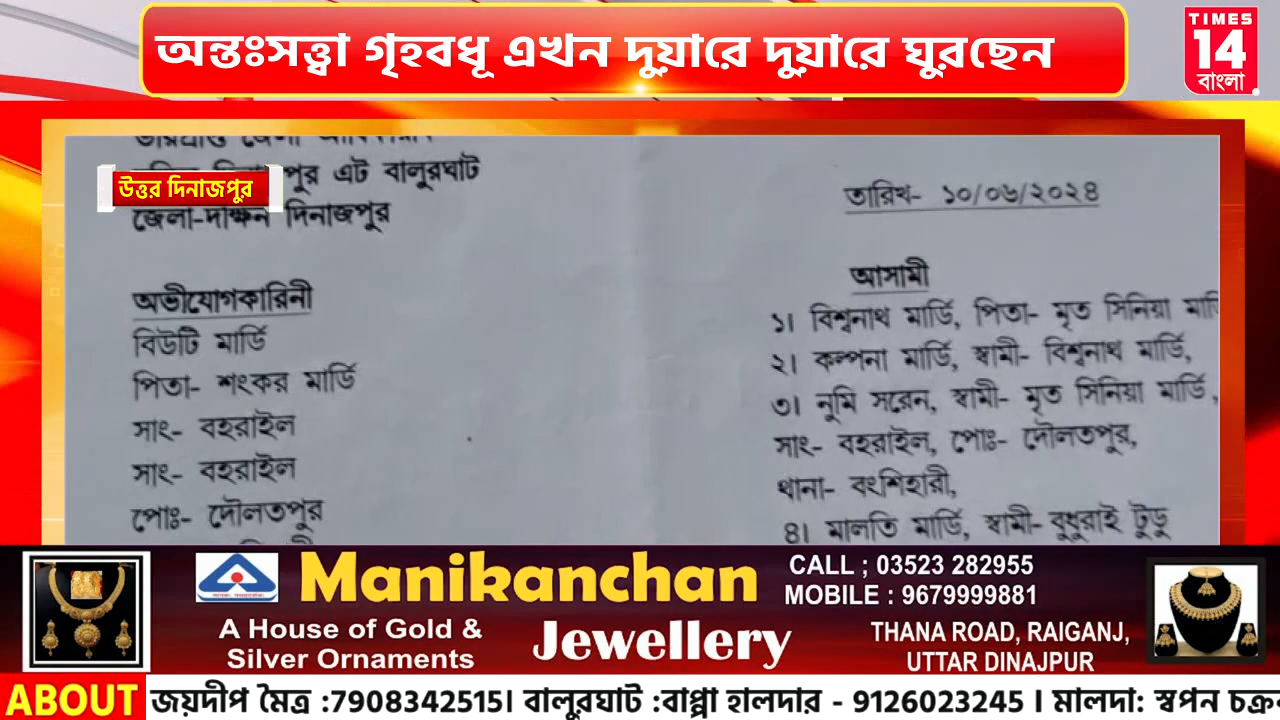 অন্তঃসত্ত্বা গৃহবধূ এখন দুয়ারে দুয়ারে ঘুরছেন
TIMES
14
বাংলা
উত্তর দিনাজপুর
পুর এট বালুরঘাট
জেলা-দক্ষিন দিনাজপুর
তারিখ- ১০/০৬/২০২৪
অভীযোগকারিনী
বিউটি মার্ডি
পিতা- শংকর মার্ডি
সাং- বহরাইল
সাং- বহরাইল
পোঃ- দৌলতপুর
আসামী
১। বিশ্বনাথ মার্ডি, পিতা- মৃত সিনিয়া
২। কল্পনা মার্ডি, স্বামী- বিশ্বনাথ মার্ডি,
৩। নুমি সরেন, স্বামী- মৃত সিনিয়া মার্ডি,
সাং- বহরাইল, পোঃ- দৌলতপুর,
থানা- বংশিহারী,
৪। মালতি মার্ডি, স্বামী- বুধুরাই টুডু
Manikanchan
Jewellery
A House of Gold &
Silver Ornaments
CALL ; 03523 282955
MOBILE : 9679999881
THANA ROAD, RAIGANJ,
UTTAR DINAJPUR
ABOUT জয়দীপ মৈত্র :7908342515। বালুরঘাট :বাপ্পা হালদার - 9126023245 । মালদা: স্বপন চক্র